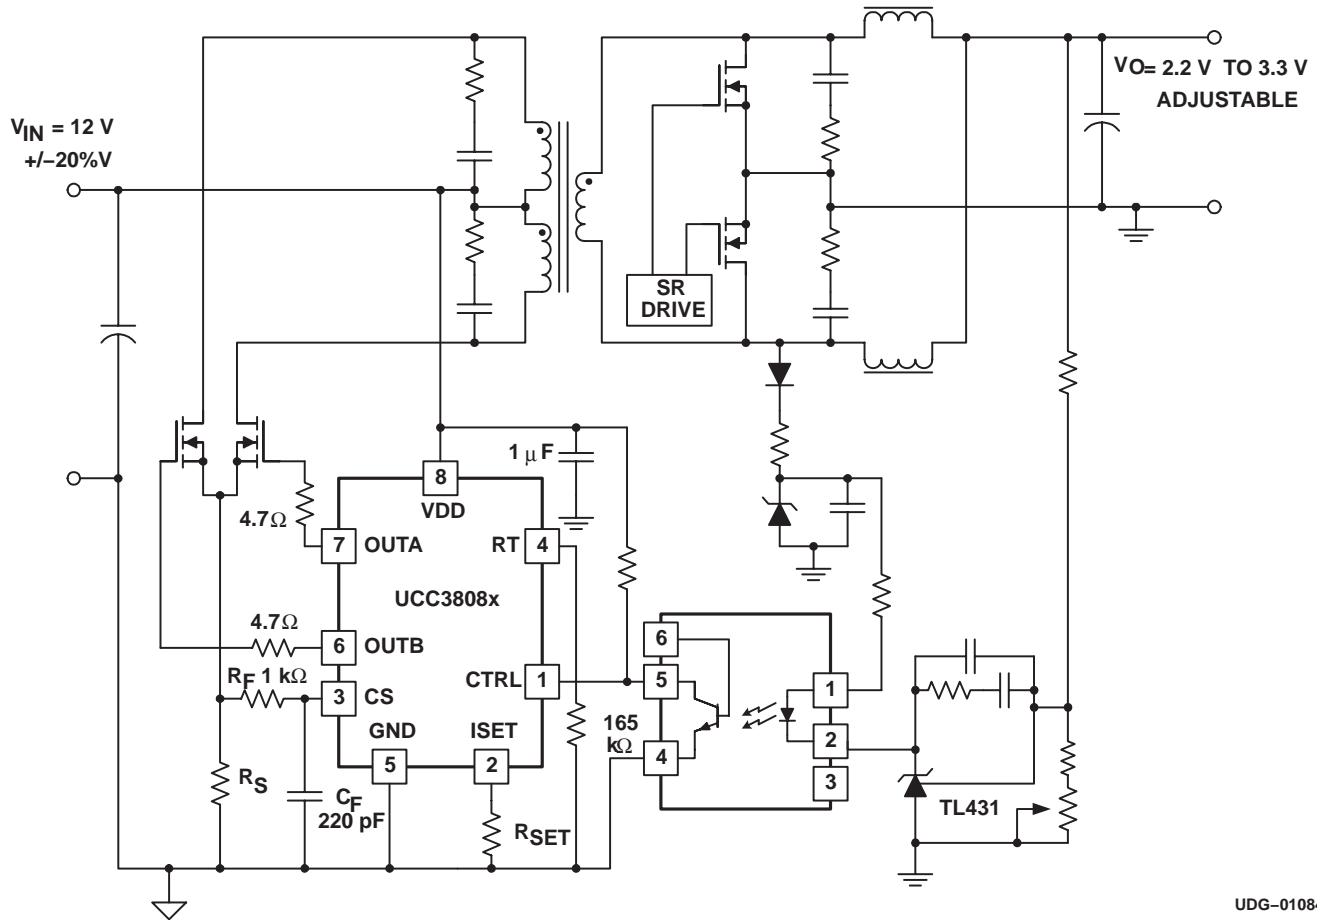 VO= 2.2 V TO 3.3 V
ADJUSTABLE
VIN = 12 V
+/−20%V
SR
DRIVE
1 μF
8
VDD
4.7Ω
7 OUTA
RT 4
UCC3808x
4.7Ω
6 OUTB
6
RF 1 kΩ
CTRL 1
5
1
3 CS
GND
ISET
165
kΩ
2
4
5
2
3
RS
CF
220 pF
TL431
RSET
UDG−01084